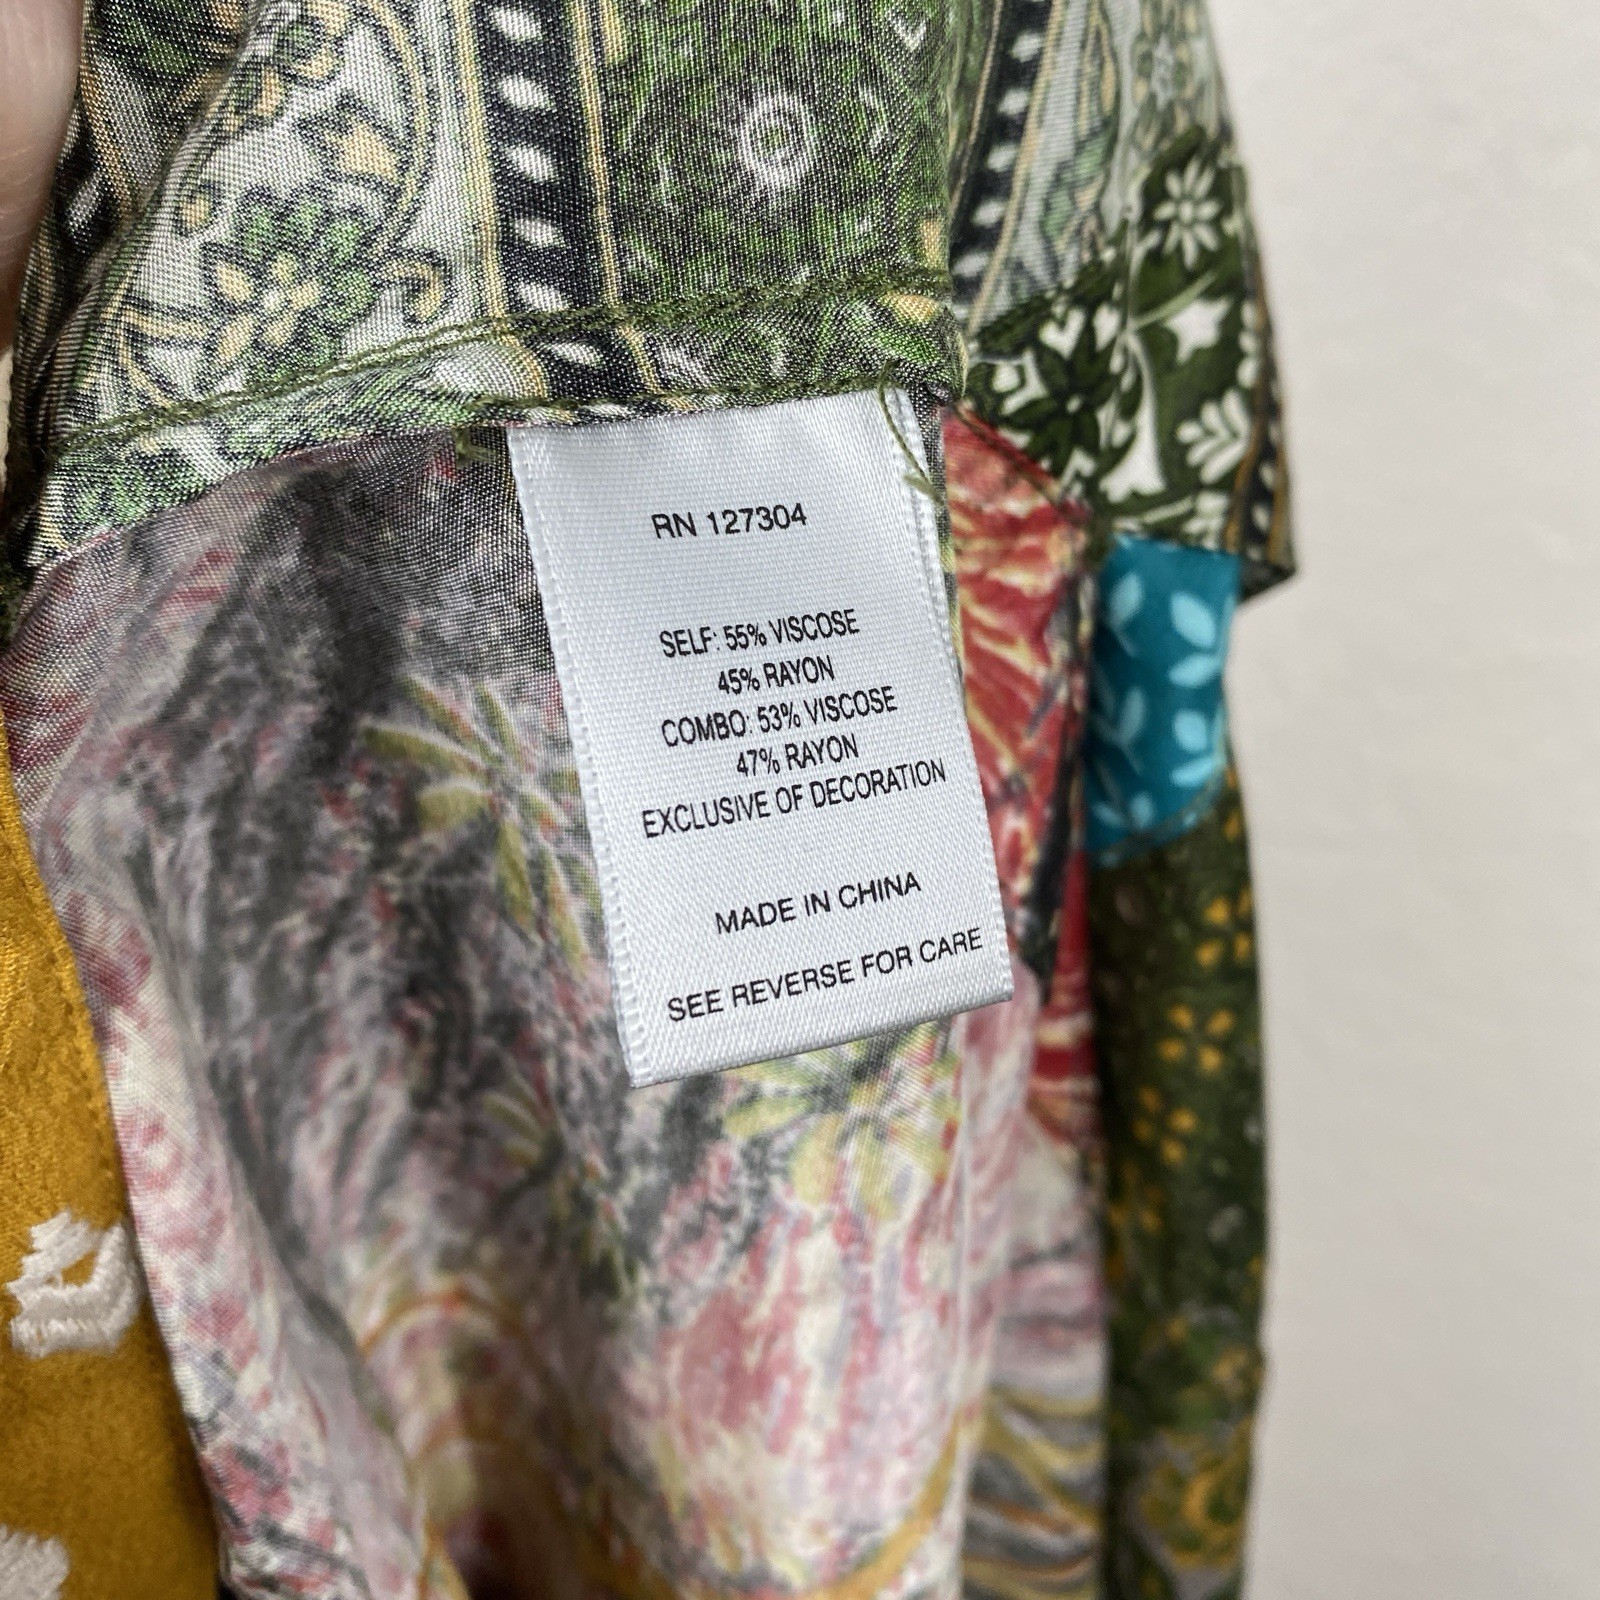 RN 127304
SELF: 55% VISCOSE
45% RAYON
COMBO: 53% VISCOSE
47% RAYON
EXCLUSIVE OF DECORATION
MADE IN CHINA
SEE REVERSE FOR CARE